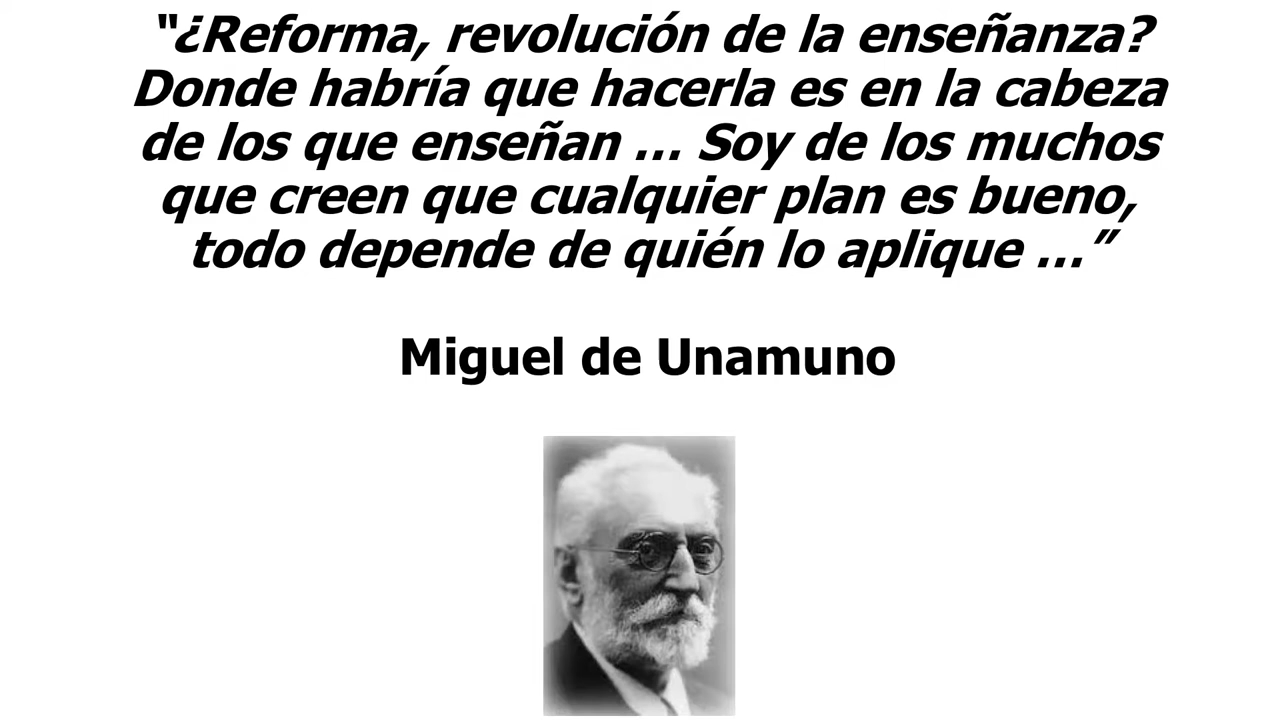 “¿Reforma, revolución de la enseñanza?
Donde habría que hacerla es en la cabeza
de los que enseñan … Soy de los muchos
que creen que cualquier plan es bueno,
todo depende de quién lo aplique …”
Miguel de Unamuno